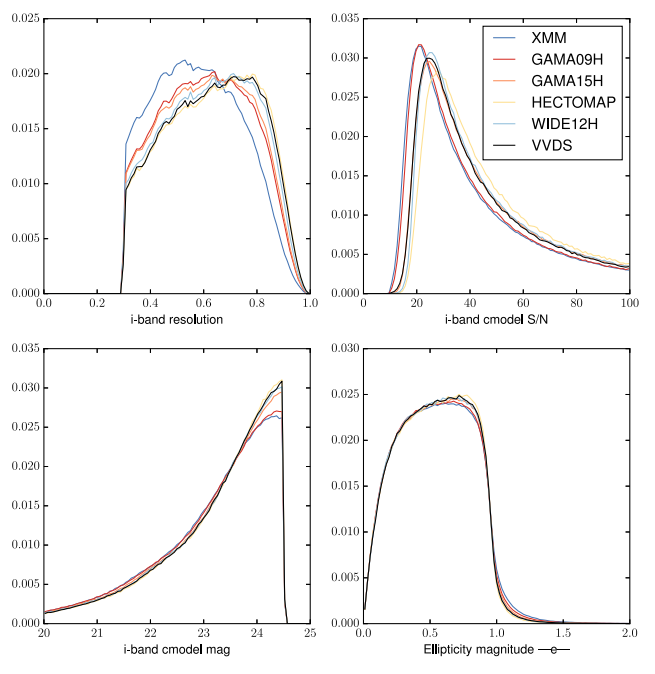 0.025
0.020
0.015
0.010
0.005
0.000
0.0 0.2 0.4 0.6 0.8 1.0
i-band resolution
0.035
0.030
0.025
0.020
0.015
0.010
0.005
0.000
0 20 40 60 80 100
i-band cmodel S/N
XMM
GAMA09H
GAMA15H
HECTOMAP
WIDE12H
VVDS
0.035
0.030
0.025
0.020
0.015
0.010
0.005
0.000
20 21 22 23 24 25
i-band cmodel mag
0.030
0.025
0.020
0.015
0.010
0.005
0.000
0.0 0.5 1.0 1.5 2.0
Ellipticity magnitude —e—